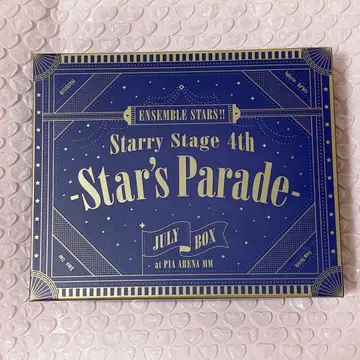 ENSEMBLE STARS!!
Starry Stage 4th
-Star's Parade-
JULY BOX
at PIA ARENA MM